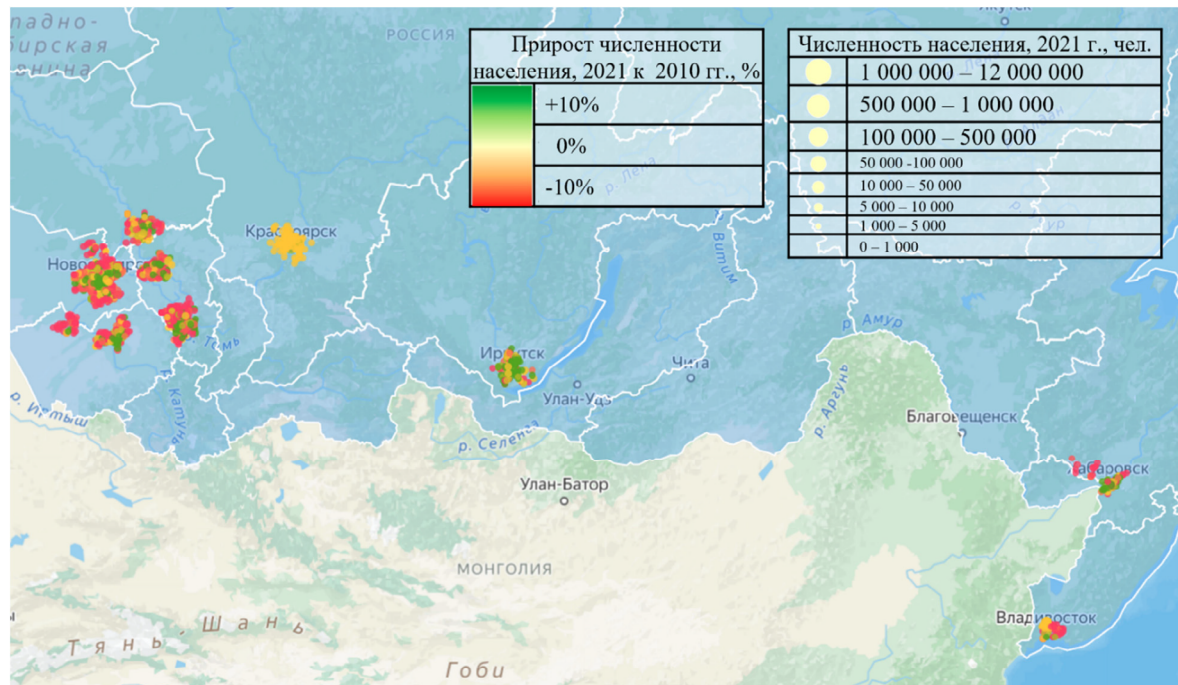 РОССИЯ
Прирост численности
населения, 2021 к 2010 гг., %
+10%
0%
-10%
Численность населения, 2021 г., чел.
1 000 000 – 12 000 000
500 000 – 1 000 000
100 000 – 500 000
50 000 -100 000
10 000 – 50 000
5 000 – 10 000
1 000 – 5 000
0 – 1 000
р. Лена
р. Витим
Красноярск
р. Томь
р. Катунь
р. Иртыш
Иркутск
Улан-Удэ
Чита
р. Селенга
р. Амур
р. Аргунь
Благовещенск
Улан-Батор
МОНГОЛИЯ
Владивосток
Тянь-Шань
Гоби